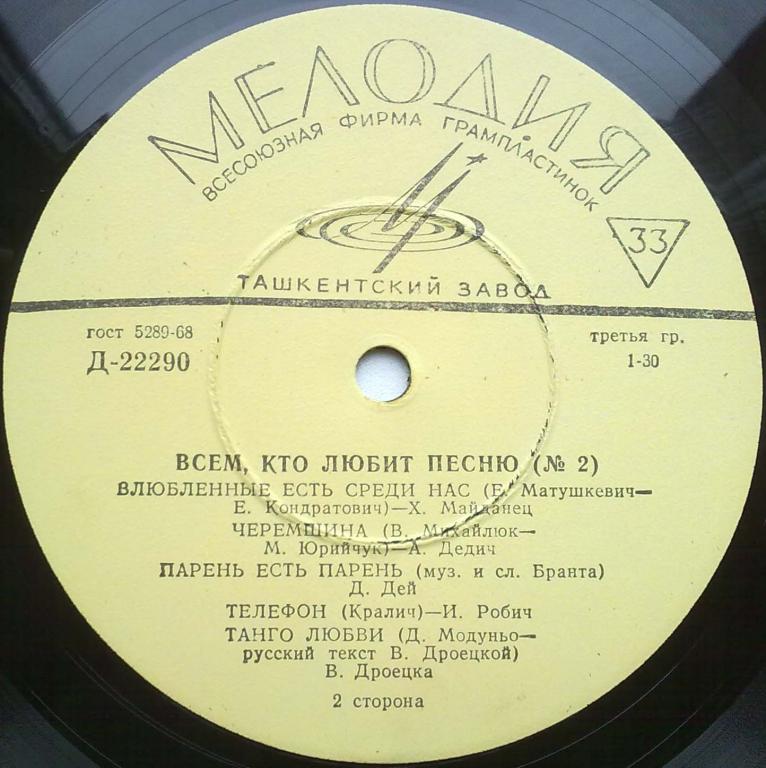 МЕЛОДИЯ
ВСЕСОЮЗНАЯ ФИРМА ГРАМПЛАСТИНОК
33
ТАШКЕНТСКИЙ ЗАВОД
гост 5289-68
третья гр.
Д-22290
1-30
ВСЕМ, КТО ЛЮБИТ ПЕСНЮ (№ 2)
ВЛЮБЛЕННЫЕ ЕСТЬ СРЕДИ НАС (Е. Матушкевич—
Е. Кондратович)—Х. Майданец
ЧЕРЕМШИНА (В. Михайлюк—
М. Юрийчук)—А. Дедич
ПАРЕНЬ ЕСТЬ ПАРЕНЬ (муз. и сл. Бранта)
Д. Дей
ТЕЛЕФОН (Кралич)—И. Робич
ТАНГО ЛЮБВИ (Д. Модуньо—
русский текст В. Дроецкой)
В. Дроецка
2 сторона